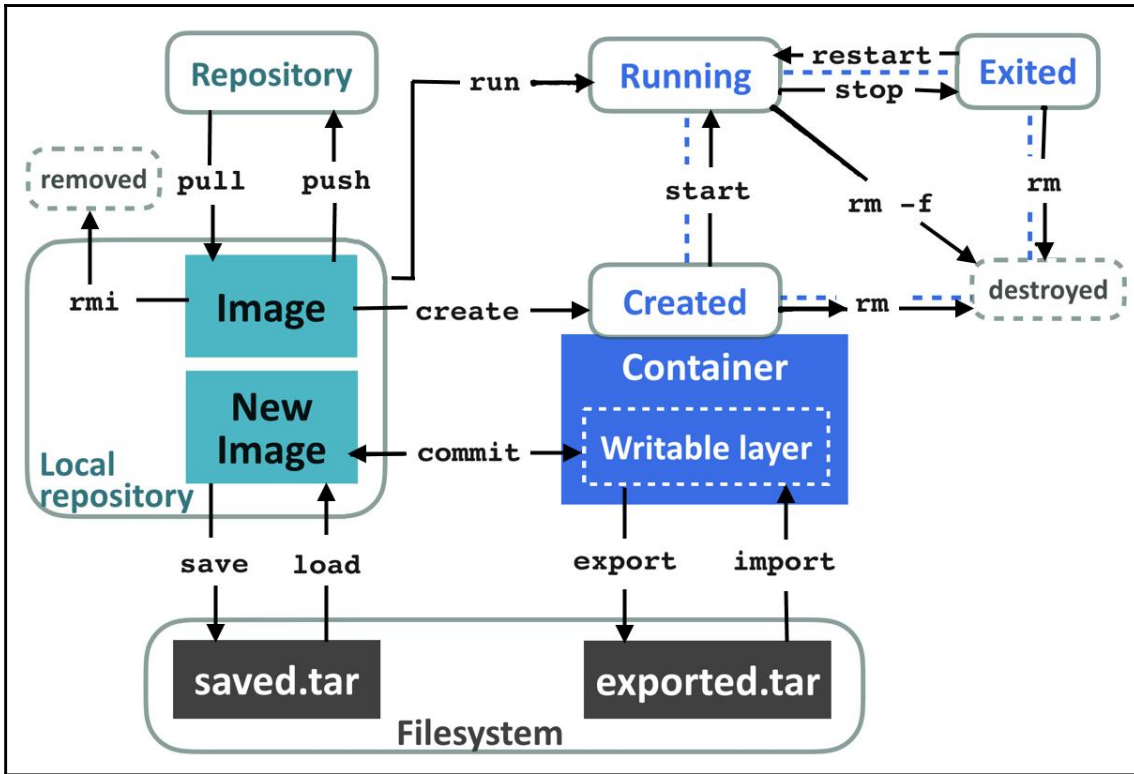 Repository
run
Running
restart
stop
Exited
removed
pull
push
start
rm -f
rm
destroyed
rmi
Image
create
Created
rm
Container
New
Image
commit
Writable layer
Local
repository
save
load
export
import
saved.tar
exported.tar
Filesystem